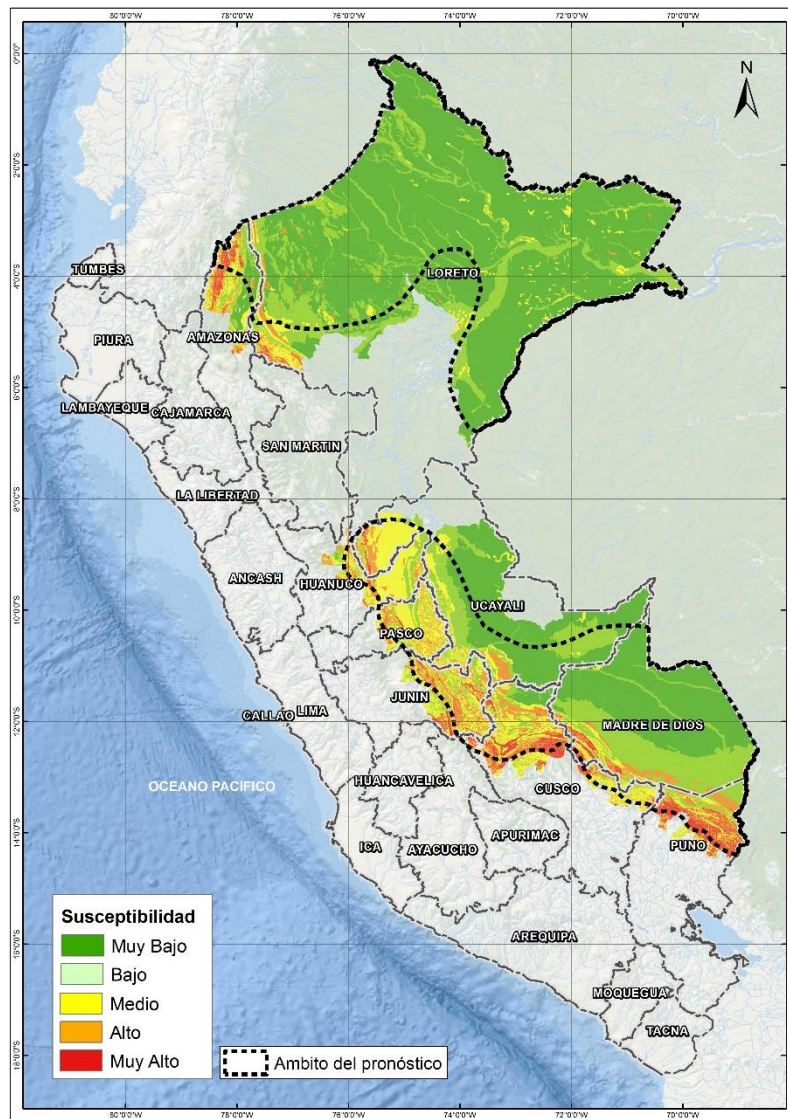 80°0'0"W
78°0'0"W
76°0'0"W
74°0'0"W
72°0'0"W
70°0'0"W
0°0'0"
N
2°0'0"S
TUMBES
4°0'0"S
LORETO
PIURA
AMAZONAS
6°0'0"S
LAMBAYEQUE
CAJAMARCA
SAN MARTIN
8°0'0"S
LA LIBERTAD
ANCASH
HUANUCO
10°0'0"S
UCAYALI
PASCO
JUNIN
12°0'0"S
CALLAO
LIMA
MADRE DE DIOS
HUANCAVELICA
OCEANO PACÍFICO
CUSCO
14°0'0"S
ICA
AYACUCHO
APURIMAC
PUNO
16°0'0"S
AREQUIPA
MOQUEGUA
TACNA
18°0'0"S
Susceptibilidad
Muy Bajo
Bajo
Medio
Alto
Muy Alto
Ambito del pronóstico
80°0'0"W
78°0'0"W
76°0'0"W
74°0'0"W
72°0'0"W
70°0'0"W